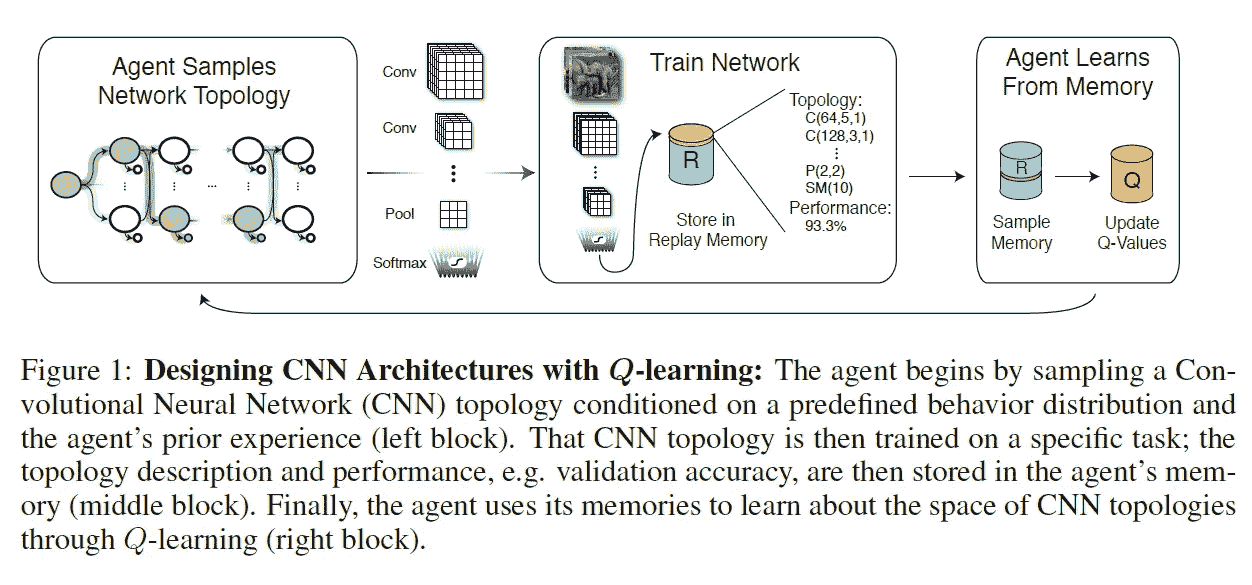 Agent Samples
Network Topology
Conv
Conv
Pool
Softmax
Train Network
R
Store in
Replay Memory
Topology:
C(64,5,1)
C(128,3,1)
P(2,2)
SM(10)
Performance:
93.3%
Agent Learns
From Memory
R
Sample
Memory
Q
Update
Q-Values
Figure 1: Designing CNN Architectures with Q-learning: The agent begins by sampling a Con-
volutional Neural Network (CNN) topology conditioned on a predefined behavior distribution and
the agent's prior experience (left block). That CNN topology is then trained on a specific task; the
topology description and performance, e.g. validation accuracy, are then stored in the agent's mem-
ory (middle block). Finally, the agent uses its memories to learn about the space of CNN topologies
through Q-learning (right block).